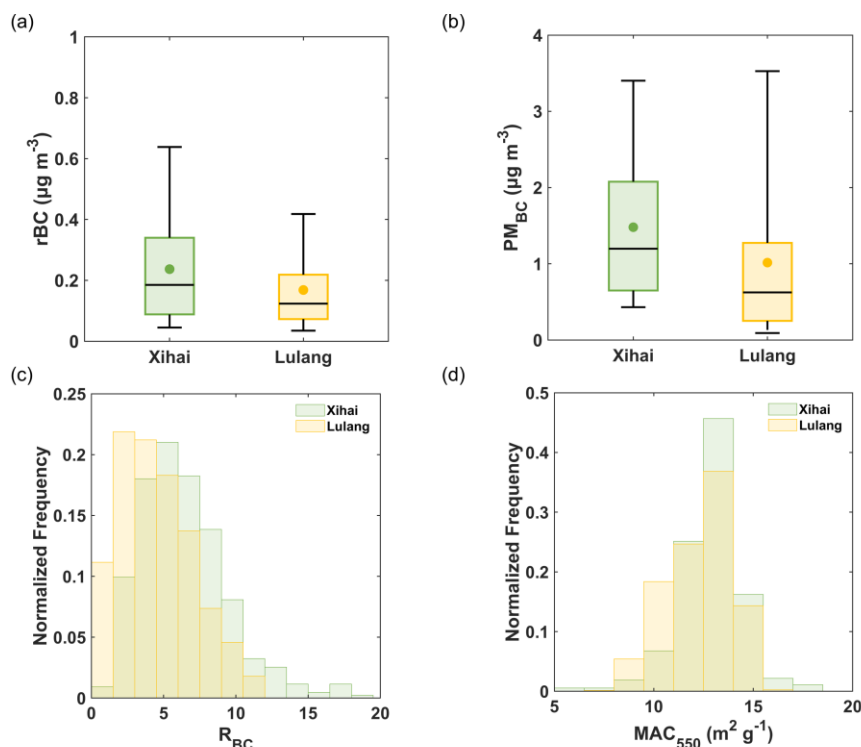 (a)
1
0.8
0.6
0.4
0.2
0
rBC (µg m⁻³)
Xihai
Lulang
(b)
4
3
2
1
0
PM_BC (µg m⁻³)
Xihai
Lulang
(c)
0.25
0.2
0.15
0.1
0.05
0
Normalized Frequency
Xihai
Lulang
0 5 10 15 20
R_BC
(d)
0.5
0.4
0.3
0.2
0.1
0
Normalized Frequency
Xihai
Lulang
5 10 15 20
MAC₅₅₀ (m² g⁻¹)